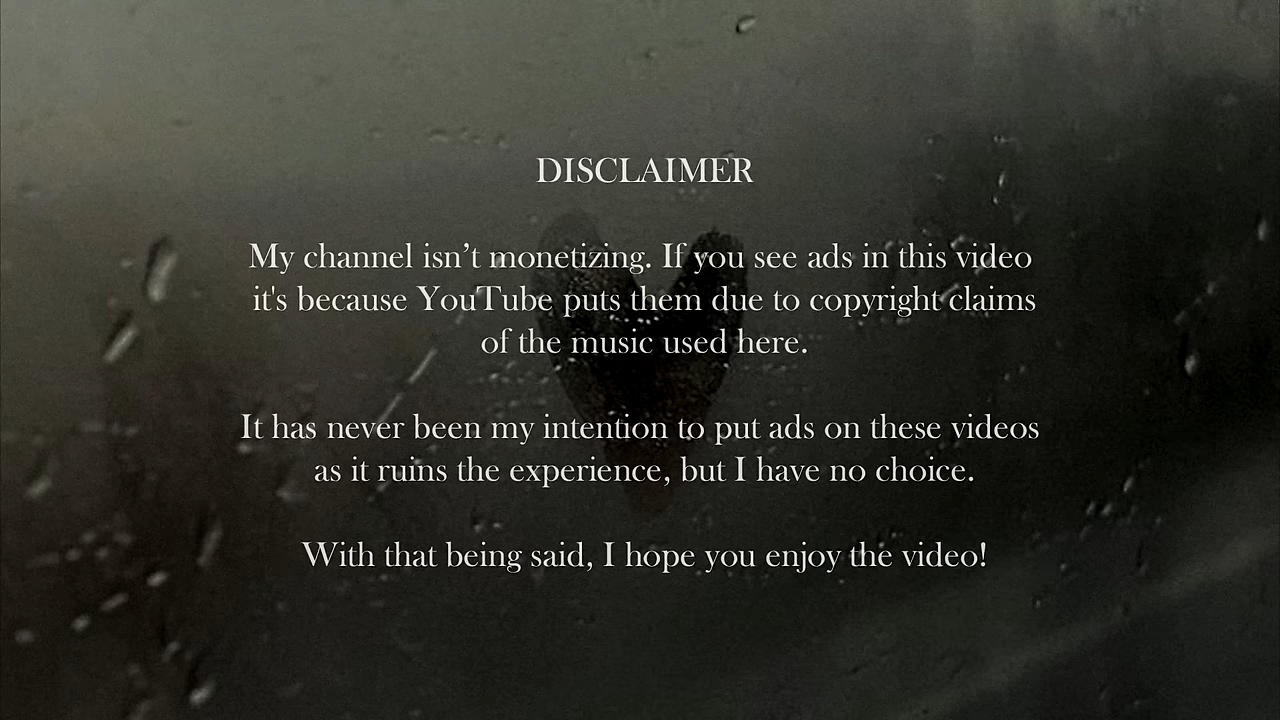 DISCLAIMER
My channel isn’t monetizing. If you see ads in this video
it's because YouTube puts them due to copyright claims
of the music used here.
It has never been my intention to put ads on these videos
as it ruins the experience, but I have no choice.
With that being said, I hope you enjoy the video!